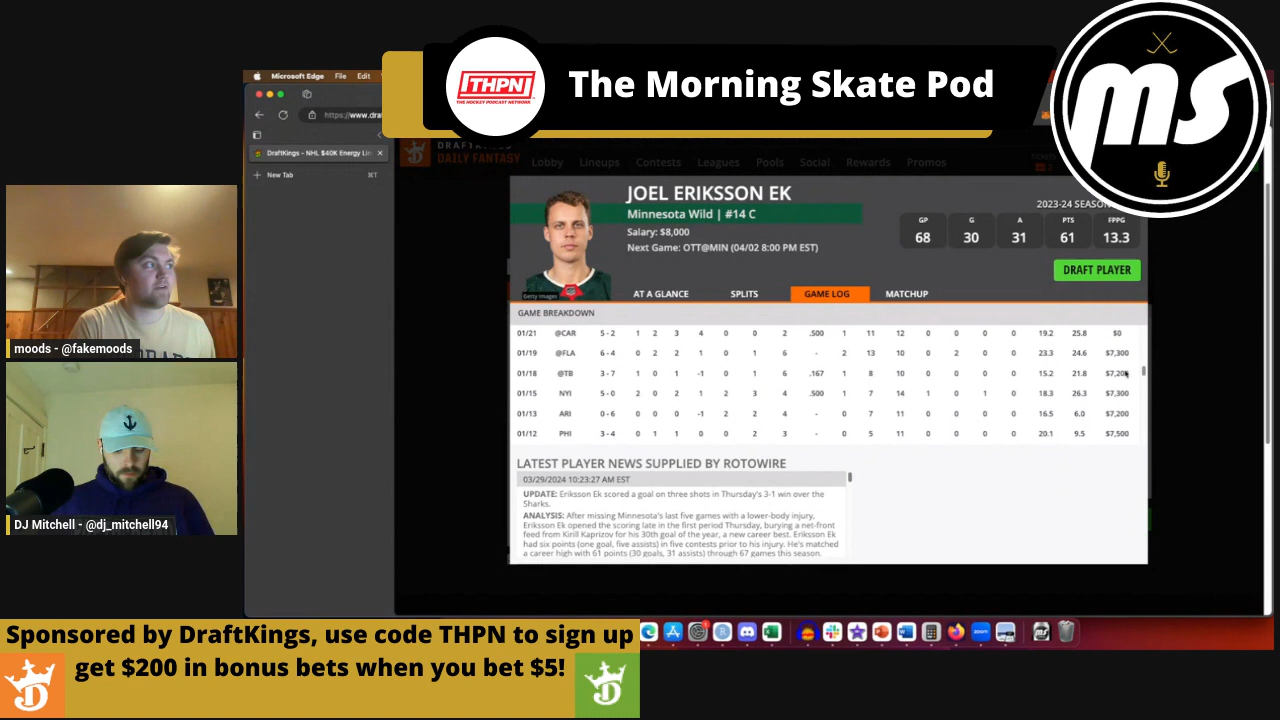 Microsoft Edge File Edit
THPN
THE HOCKEY PODCAST NETWORK
The Morning Skate Pod
ms
https://www.dra
DraftKings - NHL $40K Energy Lin
New Tab ⌘T
DAILY FANTASY
Lobby Lineups Contests Leagues Pools Social Rewards Promos
JOEL ERIKSSON EK
Minnesota Wild | #14 C
Salary: $8,000
Next Game: OTT@MIN (04/02 8:00 PM EST)
2023-24 SEASON
GP G A PTS FPPG
68 30 31 61 13.3
DRAFT PLAYER
Getty Images
AT A GLANCE SPLITS GAME LOG MATCHUP
GAME BREAKDOWN
01/21 @CAR 5 - 2 1 2 3 4 0 0 2 .500 1 11 12 0 0 0 0 19.2 25.8 $0
01/19 @FLA 6 - 4 0 2 2 1 0 1 6 - 2 13 10 0 2 0 0 23.3 24.6 $7,300
01/18 @TB 3 - 7 1 0 1 -1 0 1 6 .167 1 8 10 0 0 0 0 15.2 21.8 $7,200
01/15 NYI 5 - 0 2 0 2 1 2 3 4 .500 1 7 14 1 0 1 0 18.3 26.3 $7,300
01/13 ARI 0 - 6 0 0 0 -1 2 2 4 - 0 7 11 0 0 0 0 16.5 6.0 $7,200
01/12 PHI 3 - 4 0 1 1 0 0 2 3 - 0 5 11 0 0 0 0 20.1 9.5 $7,500
LATEST PLAYER NEWS SUPPLIED BY ROTOWIRE
03/29/2024 10:23:27 AM EST
UPDATE: Eriksson Ek scored a goal on three shots in Thursday's 3-1 win over the
Sharks.
ANALYSIS: After missing Minnesota's last five games with a lower-body injury,
Eriksson Ek opened the scoring late in the first period Thursday, burying a net-front
feed from Kirill Kaprizov for his 30th goal of the year, a new career best. Eriksson Ek
had six points (one goal, five assists) in five contests prior to his injury. He's matched
a career high with 61 points (30 goals, 31 assists) through 67 games this season.
moods - @fakemoods
DJ Mitchell - @dj_mitchell94
Sponsored by DraftKings, use code THPN to sign up
get $200 in bonus bets when you bet $5!
zoom